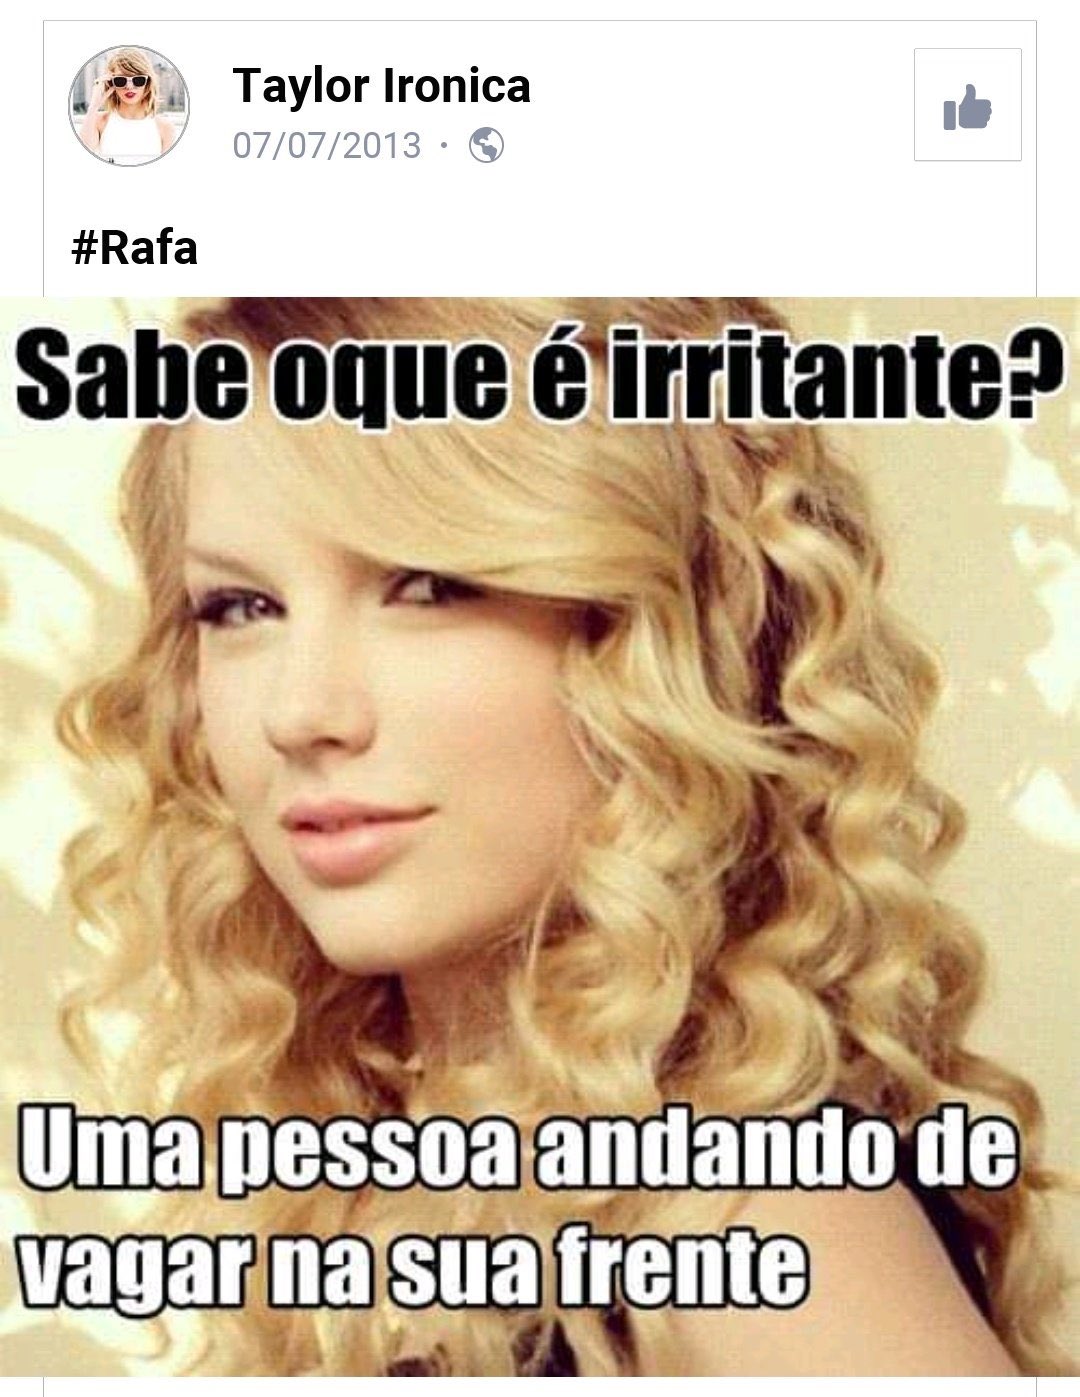 Taylor Ironica
07/07/2013
#Rafa
Sabe oque é irritante?
Uma pessoa andando de
vagar na sua frente